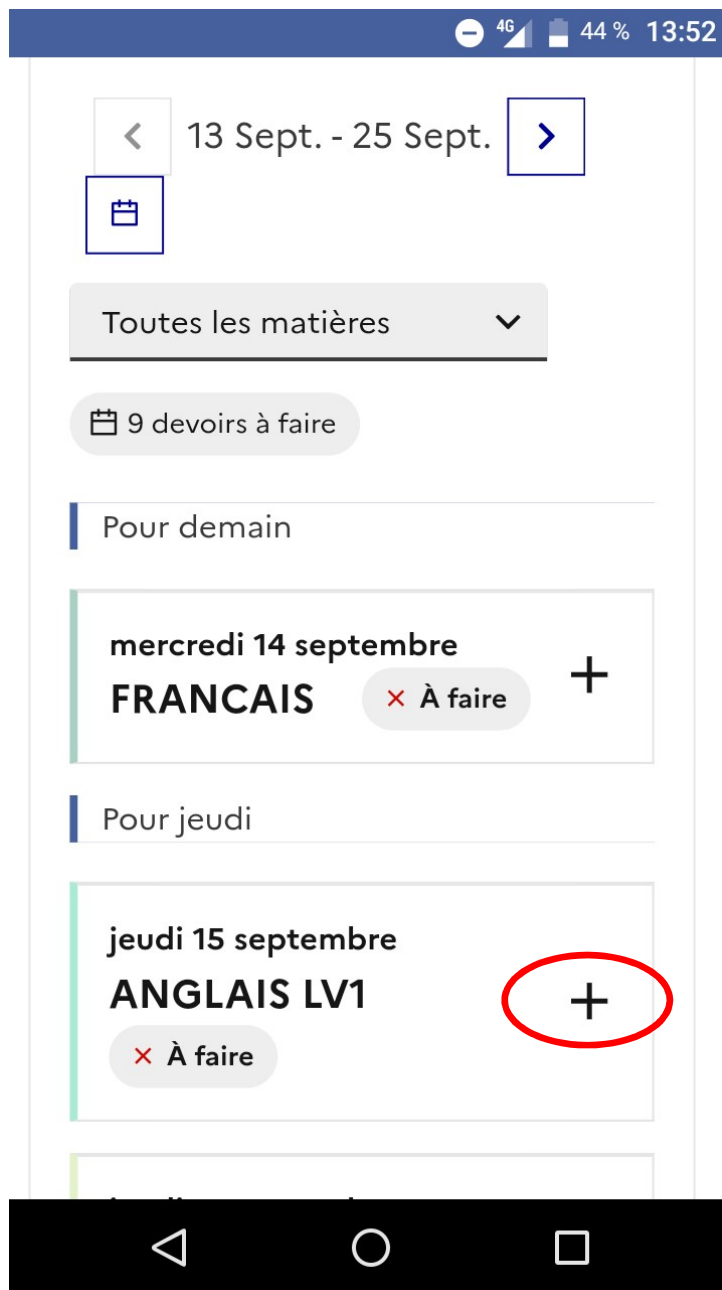 4G 44 % 13:52
13 Sept. - 25 Sept.
Toutes les matières
9 devoirs à faire
Pour demain
mercredi 14 septembre
FRANCAIS × À faire
Pour jeudi
jeudi 15 septembre
ANGLAIS LV1
× À faire